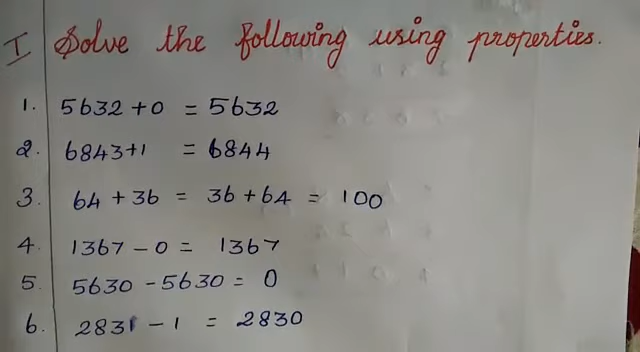 I Solve the following using properties.
1. 5632 + 0 = 5632
2. 6843+1 = 6844
3. 64 + 36 = 36 + 64 = 100
4. 1367 - 0 = 1367
5. 5630 - 5630 = 0
6. 2831 - 1 = 2830